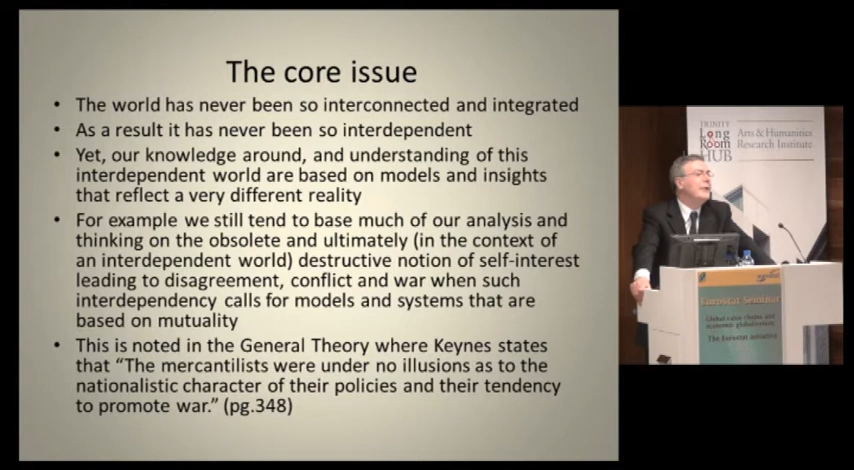 The core issue
• The world has never been so interconnected and integrated
• As a result it has never been so interdependent
• Yet, our knowledge around, and understanding of this
interdependent world are based on models and insights
that reflect a very different reality
• For example we still tend to base much of our analysis and
thinking on the obsolete and ultimately (in the context of
an interdependent world) destructive notion of self-interest
leading to disagreement, conflict and war when such
interdependency calls for models and systems that are
based on mutuality
• This is noted in the General Theory where Keynes states
that “The mercantilists were under no illusions as to the
nationalistic character of their policies and their tendency
to promote war.” (pg.348)
TRINITY
Long
Room
HUB
Arts & Humanities
Research Institute
Eurostat Seminar
Global value chains and
economic globalisation:
The Eurostat initiative